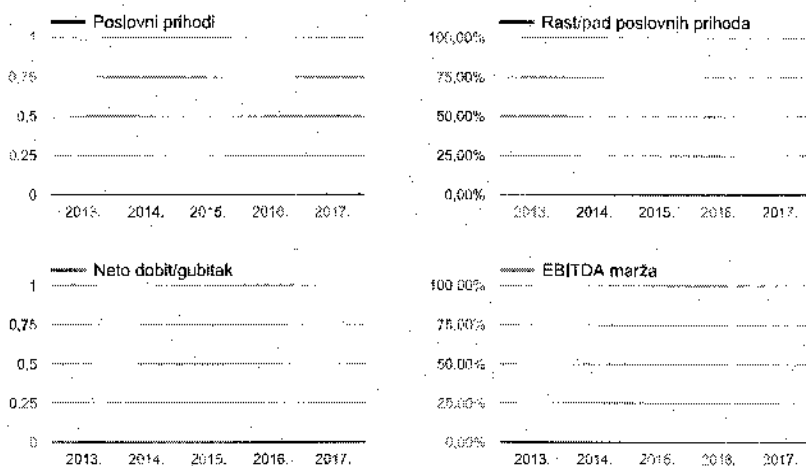 Poslovni prihodi
1
0,75
0,5
0,25
0
2013. 2014. 2015. 2016. 2017.
Rast/pad poslovnih prihoda
100,00%
75,00%
50,00%
25,00%
0,00%
2013. 2014. 2015. 2016. 2017.
Neto dobit/gubitak
1
0,75
0,5
0,25
0
2013. 2014. 2015. 2016. 2017.
EBITDA marža
100,00%
75,00%
50,00%
25,00%
0,00%
2013. 2014. 2015. 2016. 2017.